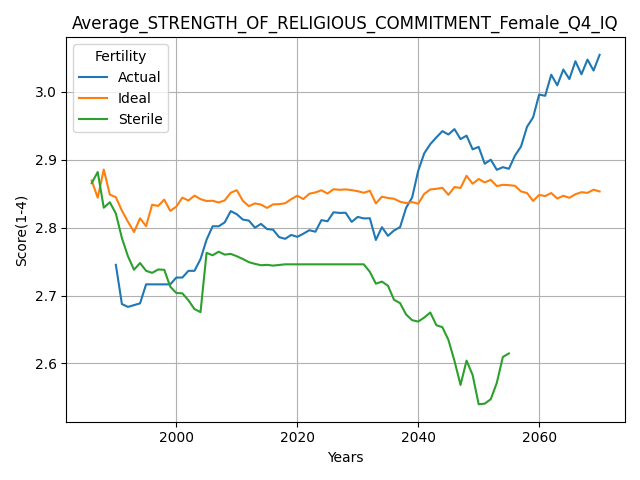 Average_STRENGTH_OF_RELIGIOUS_COMMITMENT_Female_Q4_IQ
Fertility
Actual
Ideal
Sterile
Score(1-4)
3.0
2.9
2.8
2.7
2.6
2000
2020
2040
2060
Years